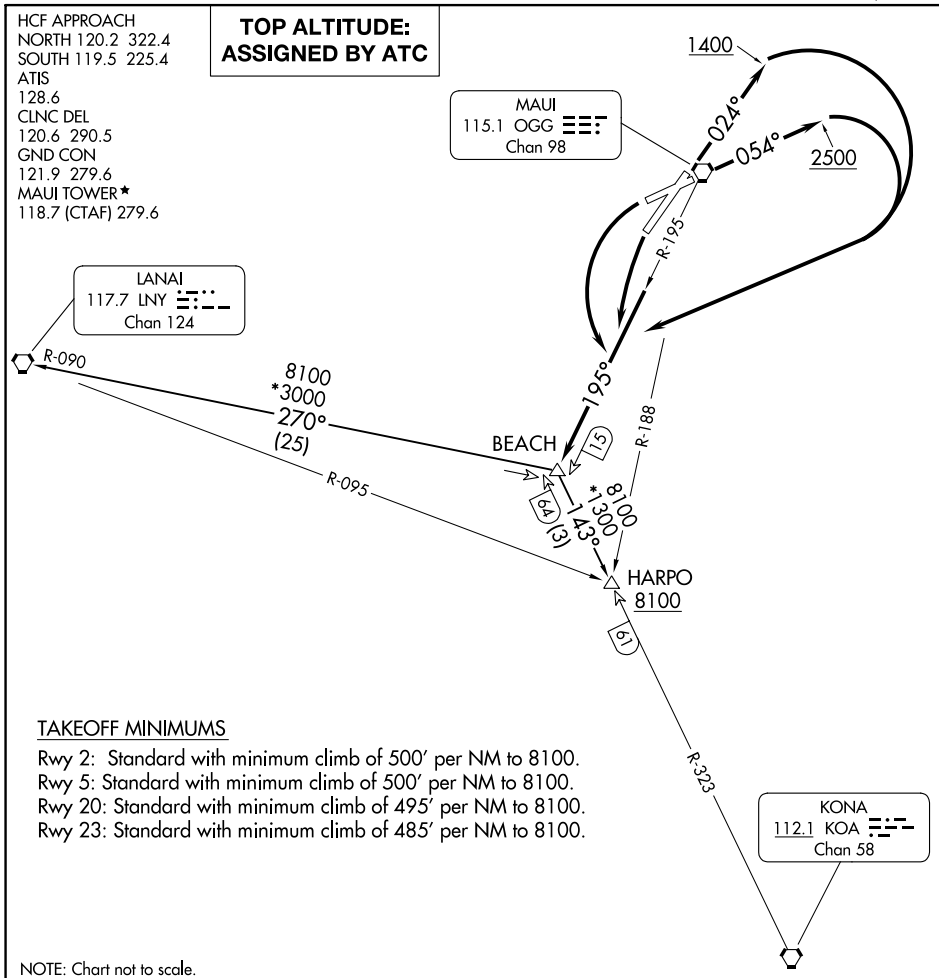 HCF APPROACH
NORTH 120.2 322.4
SOUTH 119.5 225.4
ATIS
128.6
CLNC DEL
120.6 290.5
GND CON
121.9 279.6
MAUI TOWER★
118.7 (CTAF) 279.6
TOP ALTITUDE:
ASSIGNED BY ATC
1400
MAUI
115.1 OGG
Chan 98
024°
054°
2500
R-195
LANAI
117.7 LNY
Chan 124
R-090
8100
*3000
270°
(25)
R-095
195°
R-188
BEACH
15
64
8100
*1300
143°
(3)
HARPO
8100
61
R-323
TAKEOFF MINIMUMS
Rwy 2: Standard with minimum climb of 500' per NM to 8100.
Rwy 5: Standard with minimum climb of 500' per NM to 8100.
Rwy 20: Standard with minimum climb of 495' per NM to 8100.
Rwy 23: Standard with minimum climb of 485' per NM to 8100.
KONA
112.1 KOA
Chan 58
NOTE: Chart not to scale.